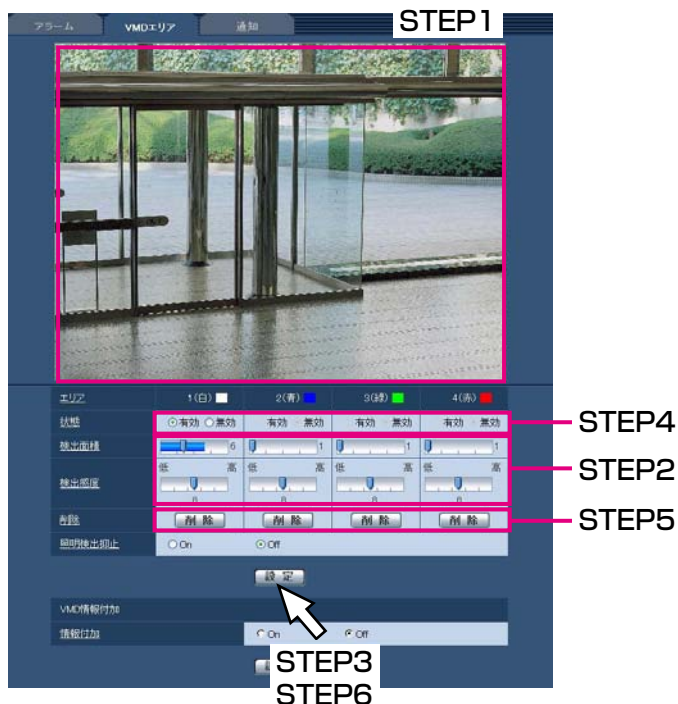 STEP1
アラーム VMDエリア 通知
エリア 1(白) 2(青) 3(緑) 4(赤)
状態 有効 無効 有効 無効 有効 無効 有効 無効
STEP4
検出面積 6 1 1 1
STEP2
低 高 低 高 低 高 低 高
検出感度
8 8 8 8
削除 削除 削除 削除 削除
STEP5
照明検出抑止 On Off
設定
VMD情報付加
情報付加 On Off
STEP3
STEP6